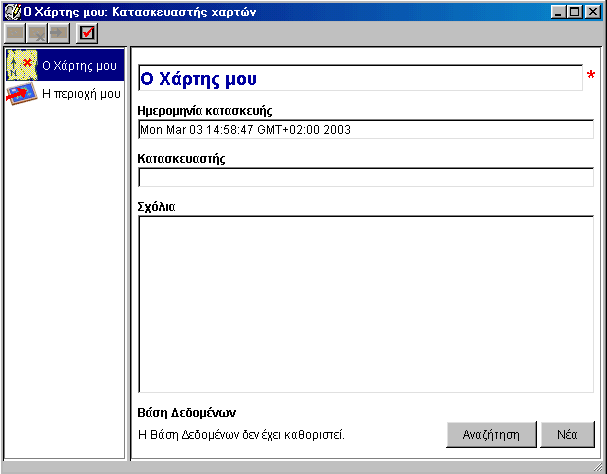 Ο Χάρτης μου: Κατασκευαστής χαρτών
Ο Χάρτης μου
Η περιοχή μου
Ο Χάρτης μου *
Ημερομηνία κατασκευής
Mon Mar 03 14:58:47 GMT+02:00 2003
Κατασκευαστής
Σχόλια
Βάση Δεδομένων
Η Βάση Δεδομένων δεν έχει καθοριστεί.
Αναζήτηση
Νέα